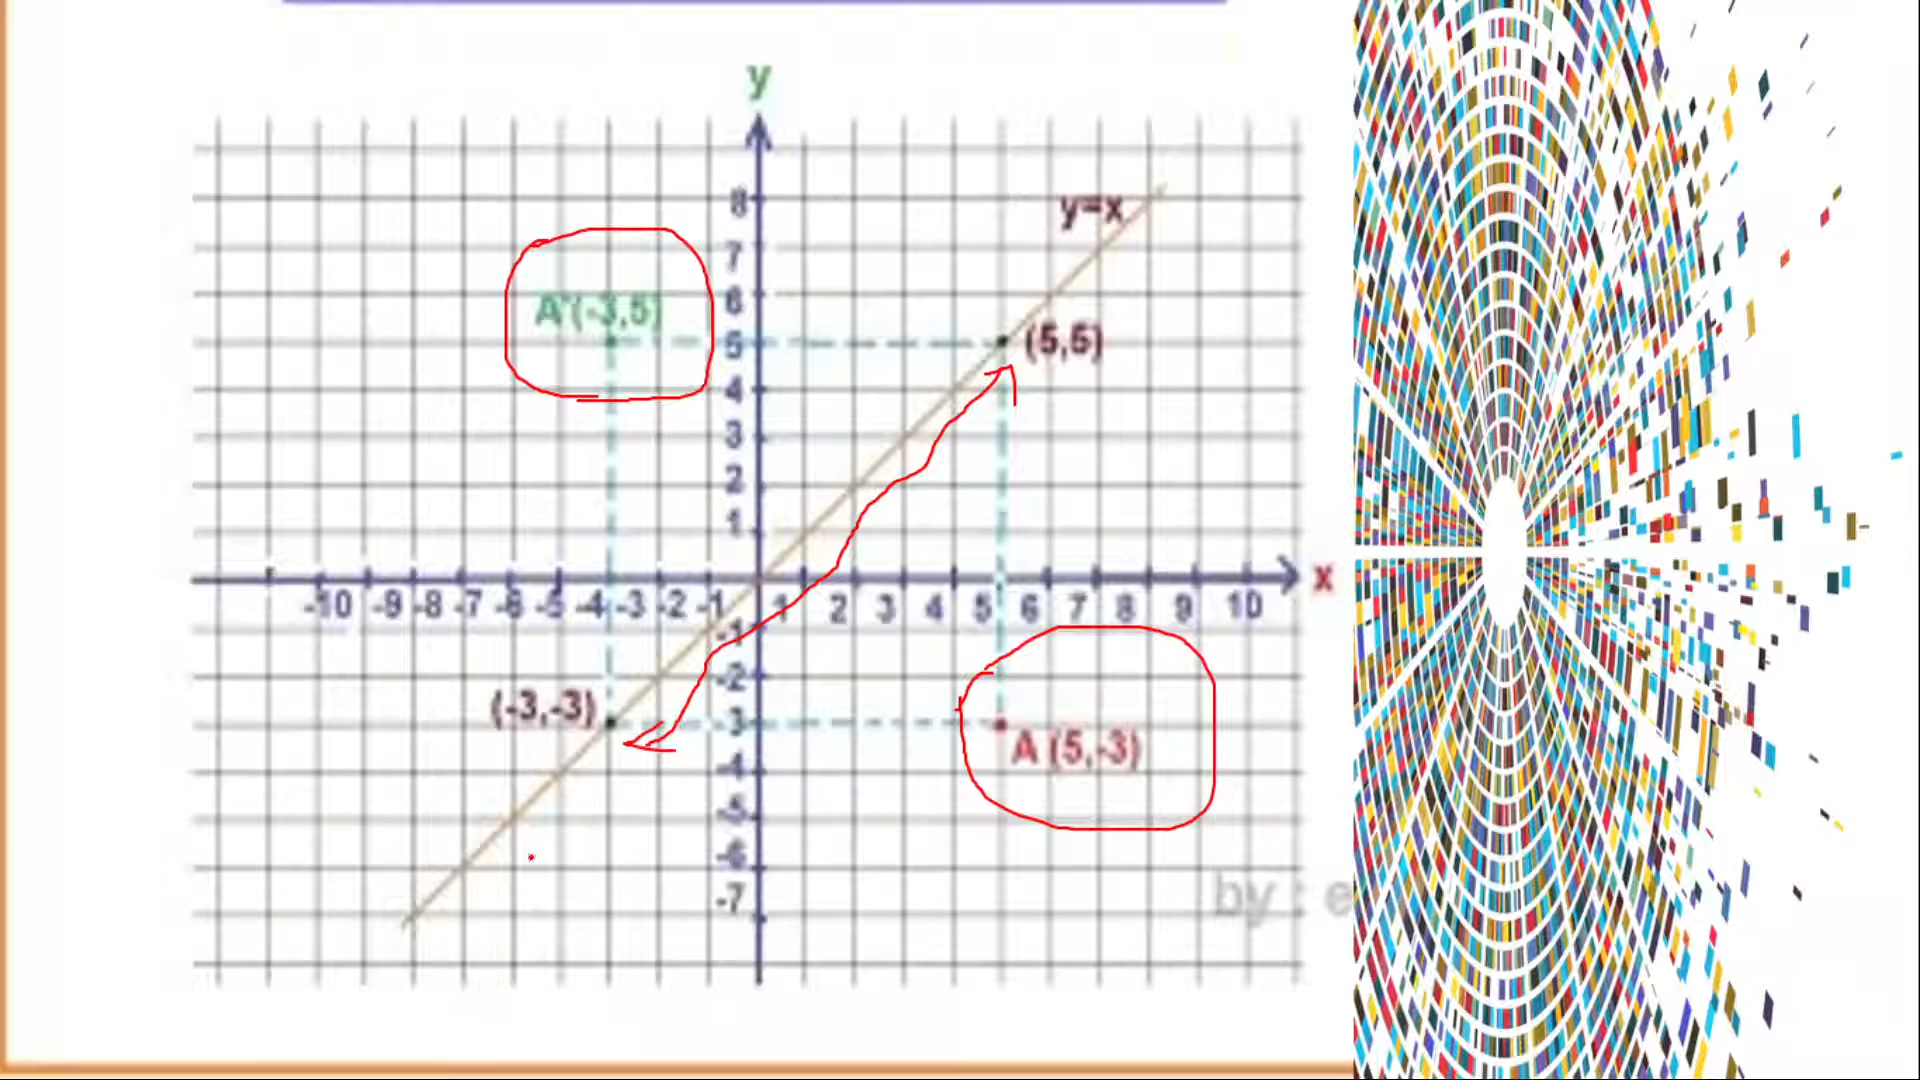 y
y=x
8
7
A'(-3,5)
6
5
(5,5)
4
3
2
1
-10 -9 -8 -7 -6 -5 -4 -3 -2 -1 1 2 3 4 5 6 7 8 9 10
x
-1
-2
(-3,-3)
-3
A (5,-3)
-4
-5
-6
-7
by : e